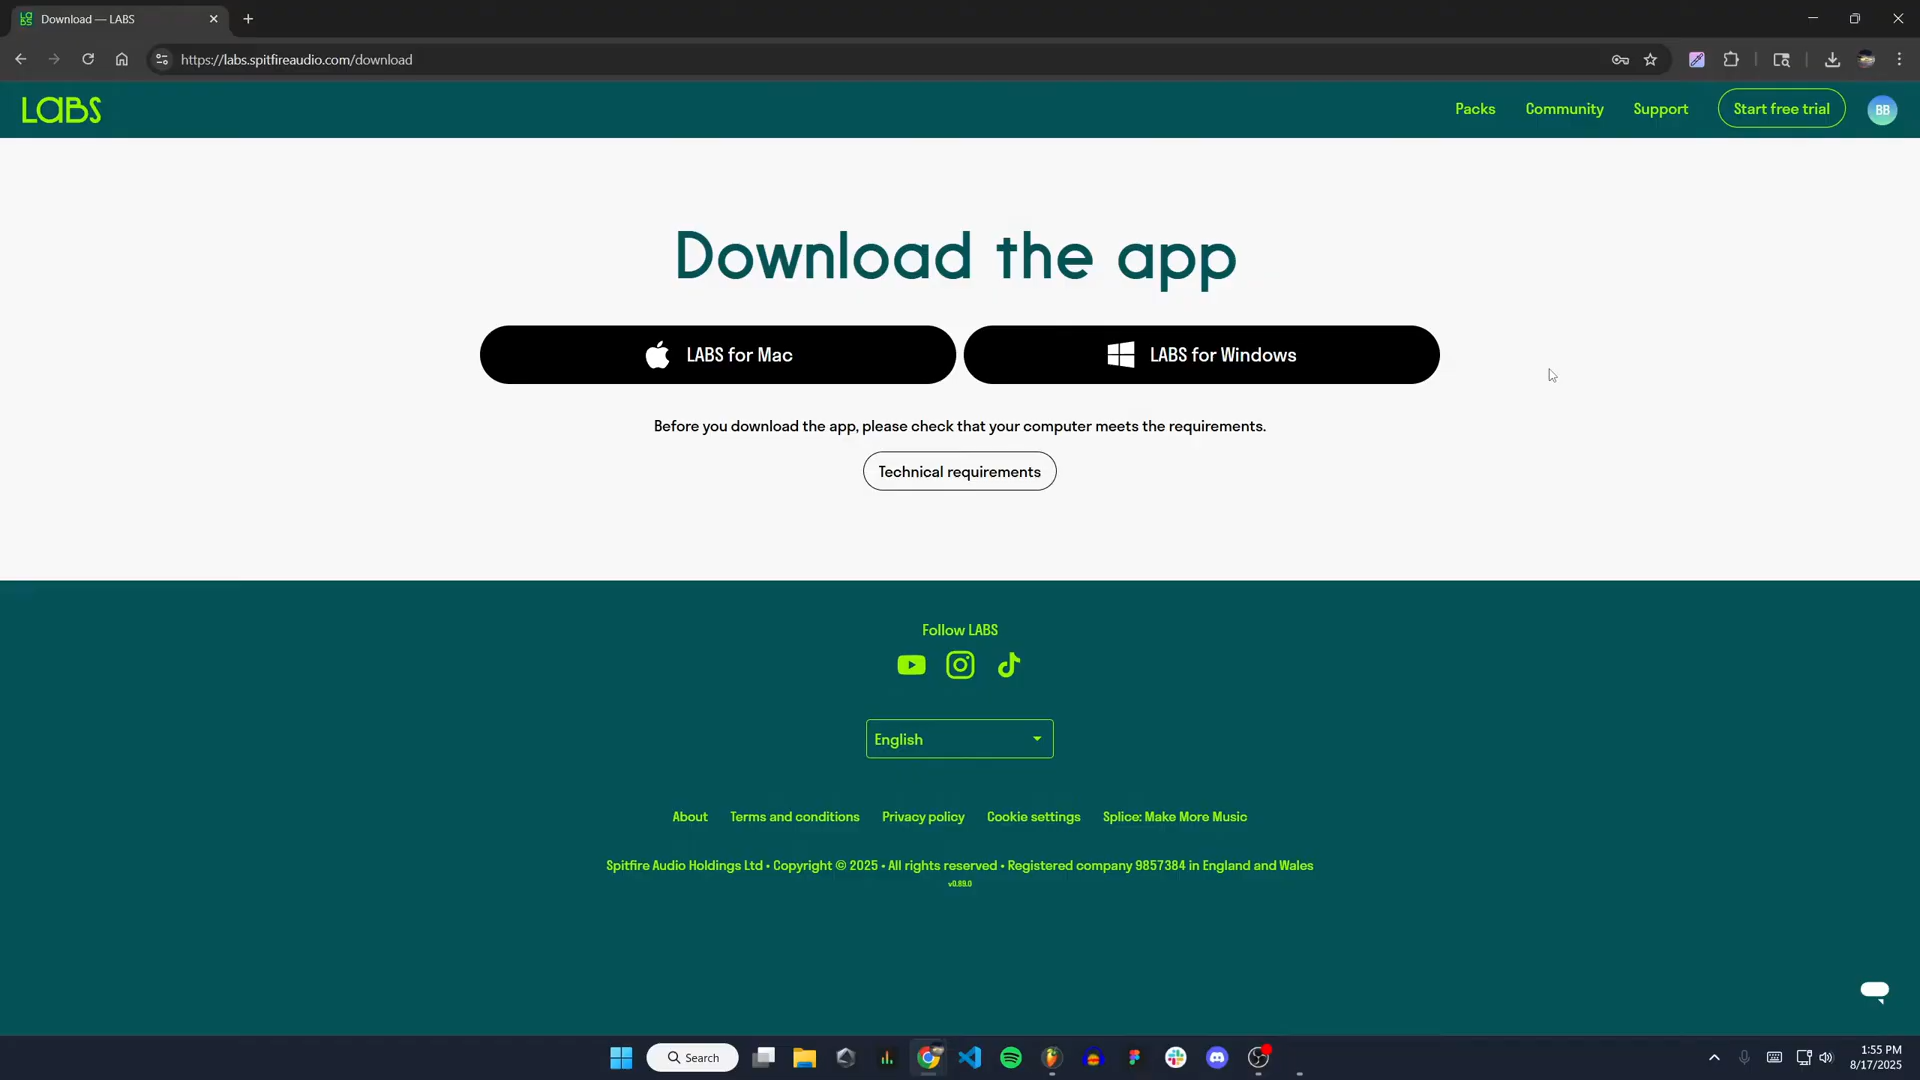 Download — LABS
https://labs.spitfireaudio.com/download
LABS
Packs
Community
Support
Start free trial
BB
Download the app
LABS for Mac
LABS for Windows
Before you download the app, please check that your computer meets the requirements.
Technical requirements
Follow LABS
English
About
Terms and conditions
Privacy policy
Cookie settings
Splice: Make More Music
Spitfire Audio Holdings Ltd • Copyright © 2025 • All rights reserved • Registered company 9857384 in England and Wales
v0.89.0
Search
1:55 PM
8/17/2025